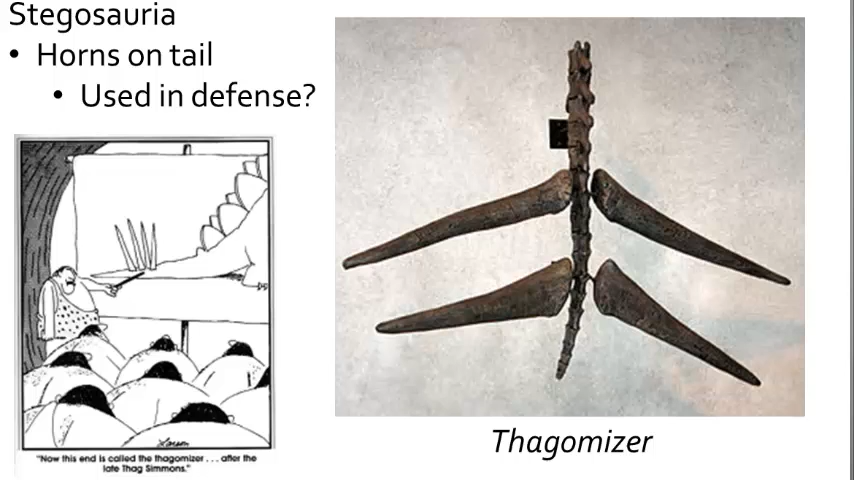 Stegosauria
• Horns on tail
• Used in defense?
Larson
"Now this end is called the thagomizer . . . after the
late Thag Simmons."
Thagomizer